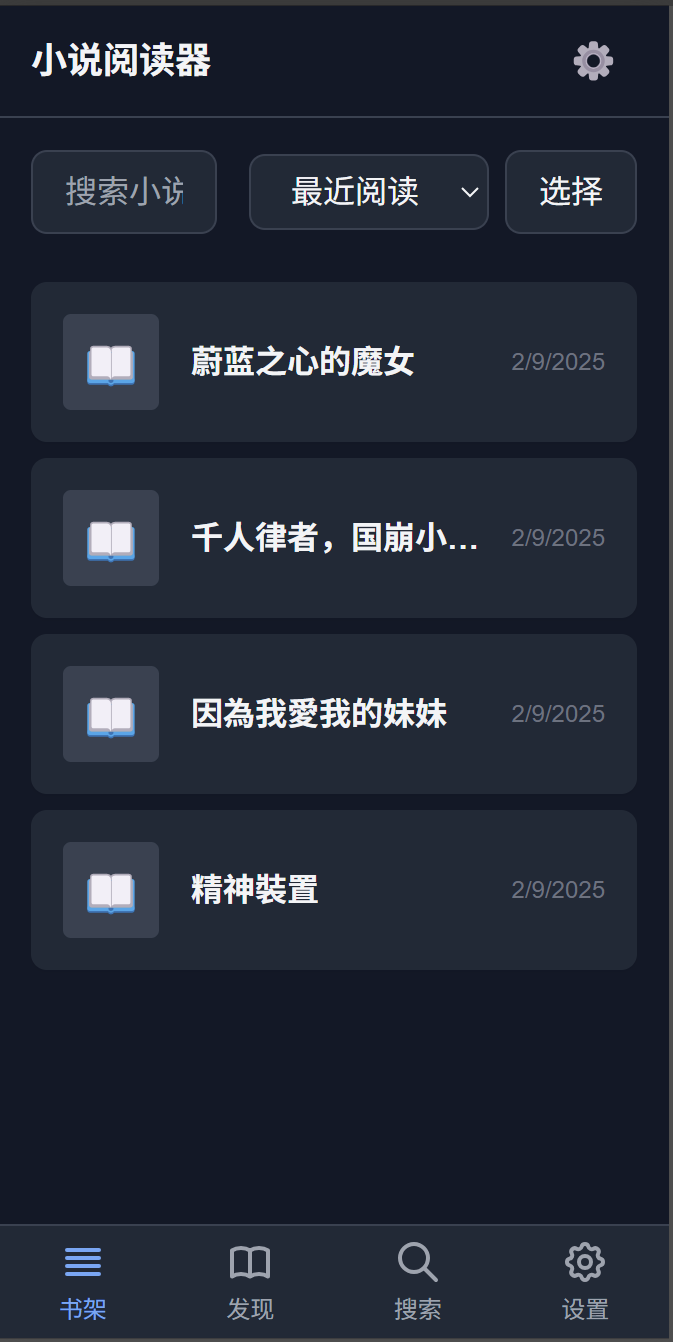 小说阅读器
搜索小说
最近阅读
选择
蔚蓝之心的魔女
2/9/2025
千人律者，国崩小...
2/9/2025
因為我愛我的妹妹
2/9/2025
精神裝置
2/9/2025
书架
发现
搜索
设置